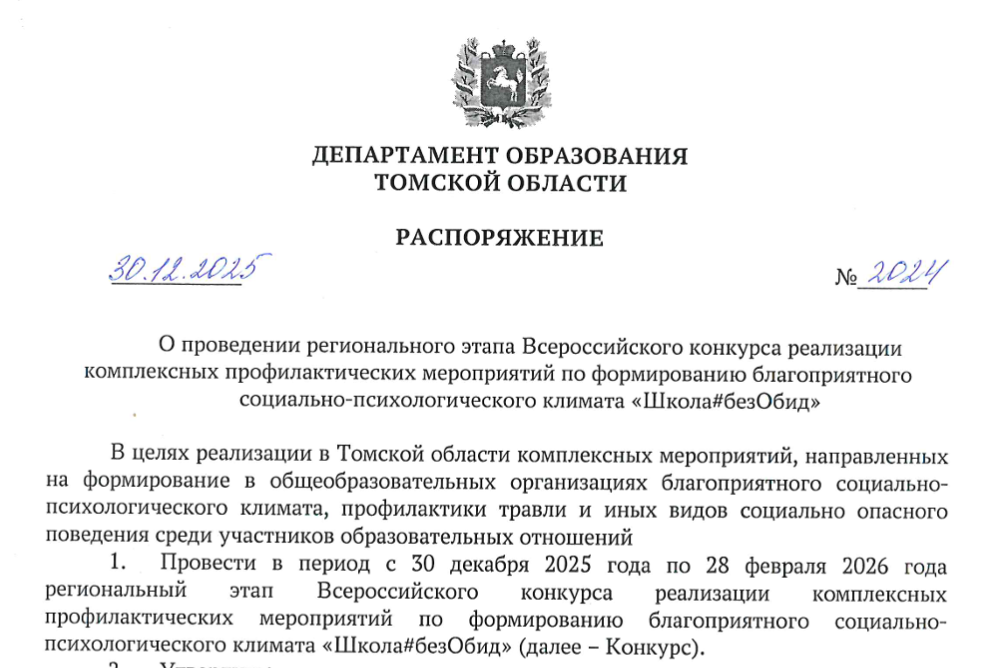 ДЕПАРТАМЕНТ ОБРАЗОВАНИЯ
ТОМСКОЙ ОБЛАСТИ
РАСПОРЯЖЕНИЕ
30.12.2025 № 2024
О проведении регионального этапа Всероссийского конкурса реализации
комплексных профилактических мероприятий по формированию благоприятного
социально-психологического климата «Школа#безОбид»
В целях реализации в Томской области комплексных мероприятий, направленных
на формирование в общеобразовательных организациях благоприятного социально-
психологического климата, профилактики травли и иных видов социально опасного
поведения среди участников образовательных отношений
1. Провести в период с 30 декабря 2025 года по 28 февраля 2026 года
региональный этап Всероссийского конкурса реализации комплексных
профилактических мероприятий по формированию благоприятного социально-
психологического климата «Школа#безОбид» (далее – Конкурс).